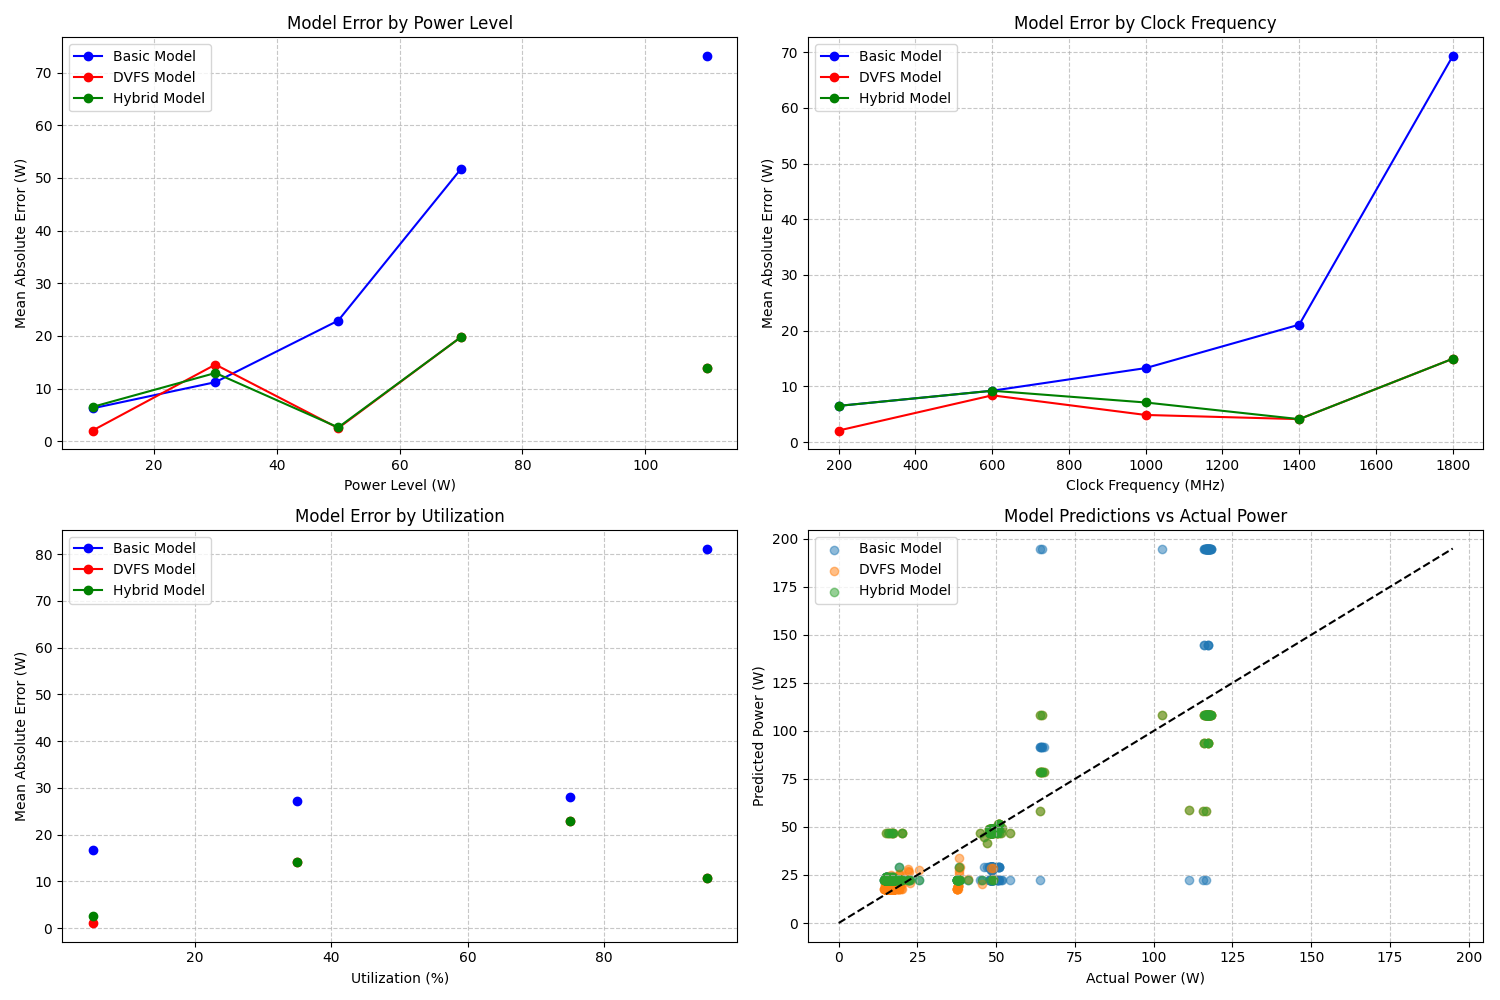 Model Error by Power Level
Basic Model
DVFS Model
Hybrid Model
Mean Absolute Error (W)
70
60
50
40
30
20
10
0
20 40 60 80 100
Power Level (W)
Model Error by Clock Frequency
Basic Model
DVFS Model
Hybrid Model
Mean Absolute Error (W)
70
60
50
40
30
20
10
0
200 400 600 800 1000 1200 1400 1600 1800
Clock Frequency (MHz)
Model Error by Utilization
Basic Model
DVFS Model
Hybrid Model
Mean Absolute Error (W)
80
70
60
50
40
30
20
10
0
20 40 60 80
Utilization (%)
Model Predictions vs Actual Power
Basic Model
DVFS Model
Hybrid Model
Predicted Power (W)
200
175
150
125
100
75
50
25
0
0 25 50 75 100 125 150 175 200
Actual Power (W)